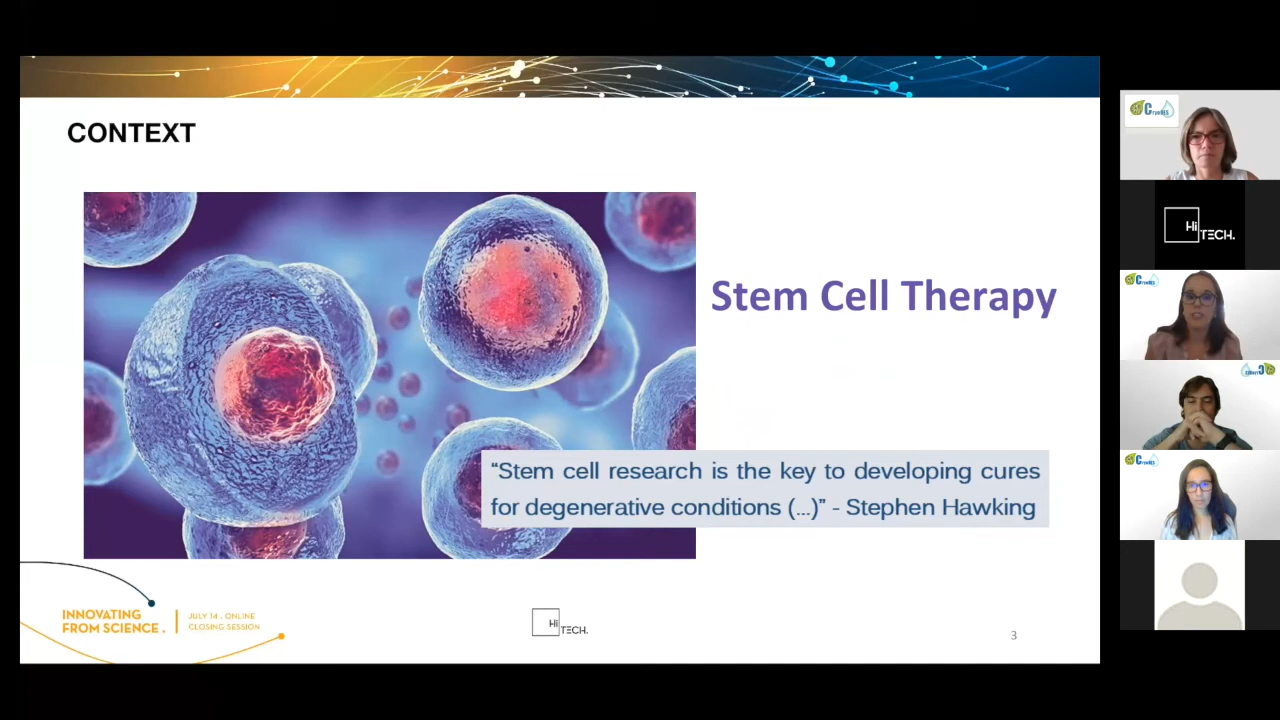 CONTEXT
Stem Cell Therapy
“Stem cell research is the key to developing cures
for degenerative conditions (...)” - Stephen Hawking
INNOVATING
FROM SCIENCE .
JULY 14 . ONLINE
CLOSING SESSION
Hi
TECH.
3
Hi
TECH.